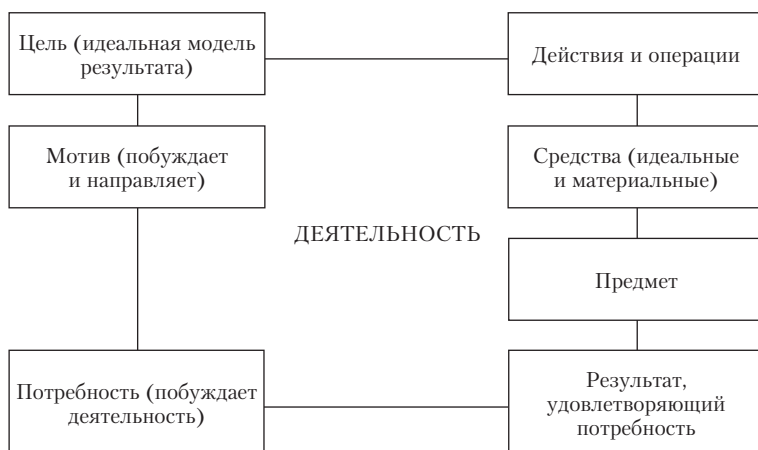 Цель (идеальная модель
результата)
Действия и операции
Мотив (побуждает
и направляет)
Средства (идеальные
и материальные)
ДЕЯТЕЛЬНОСТЬ
Предмет
Потребность (побуждает
деятельность)
Результат,
удовлетворяющий
потребность